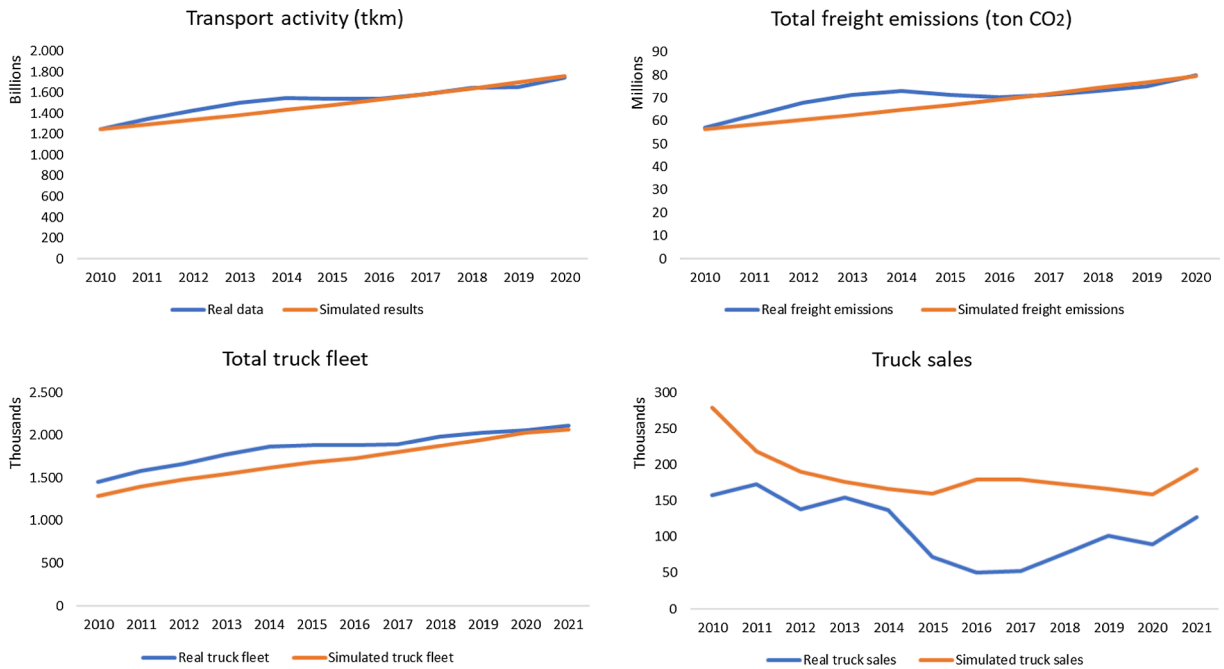 Transport activity (tkm)
Billions
2.000
1.800
1.600
1.400
1.200
1.000
800
600
400
200
0
2010 2011 2012 2013 2014 2015 2016 2017 2018 2019 2020
Real data Simulated results
Total freight emissions (ton CO2)
Millions
90
80
70
60
50
40
30
20
10
0
2010 2011 2012 2013 2014 2015 2016 2017 2018 2019 2020
Real freight emissions Simulated freight emissions
Total truck fleet
Thousands
2.500
2.000
1.500
1.000
500
0
2010 2011 2012 2013 2014 2015 2016 2017 2018 2019 2020 2021
Real truck fleet Simulated truck fleet
Truck sales
Thousands
300
250
200
150
100
50
0
2010 2011 2012 2013 2014 2015 2016 2017 2018 2019 2020 2021
Real truck sales Simulated truck sales